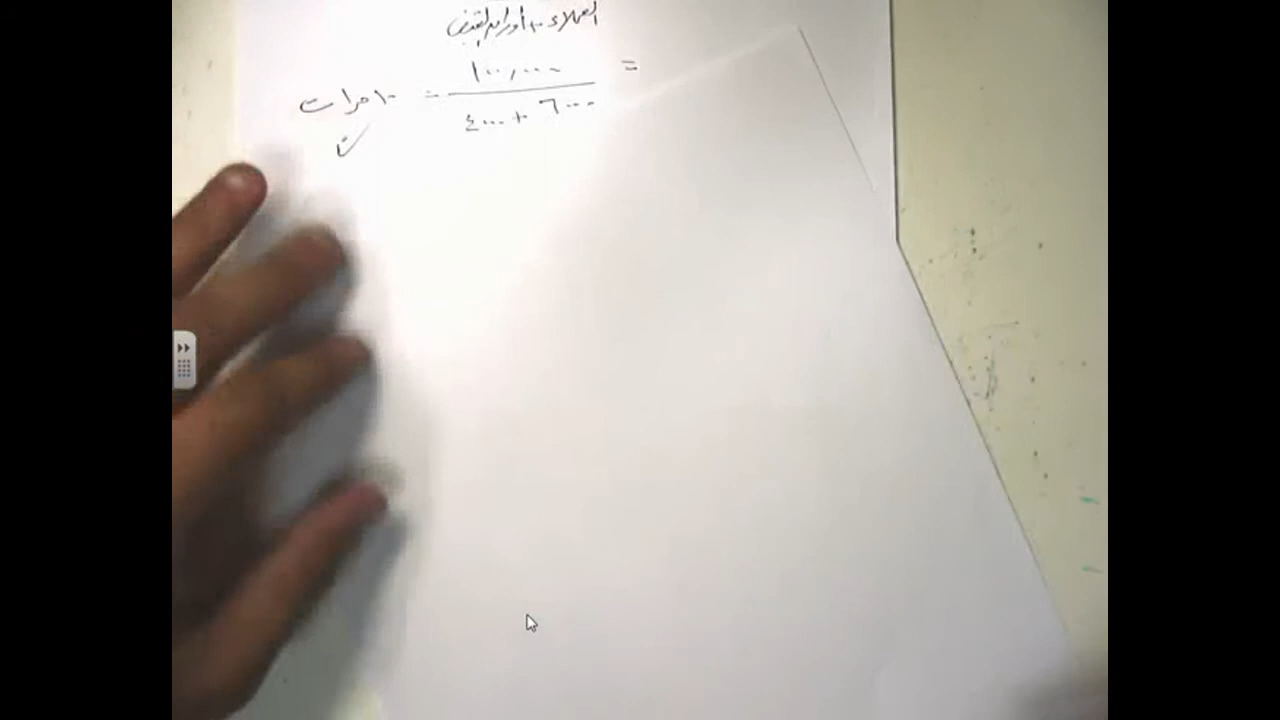 العملاء + أوراق القبض
= ١٠٠,٠٠٠ / ٦٠٠٠ + ٤٠٠٠ = ١٠ مرات